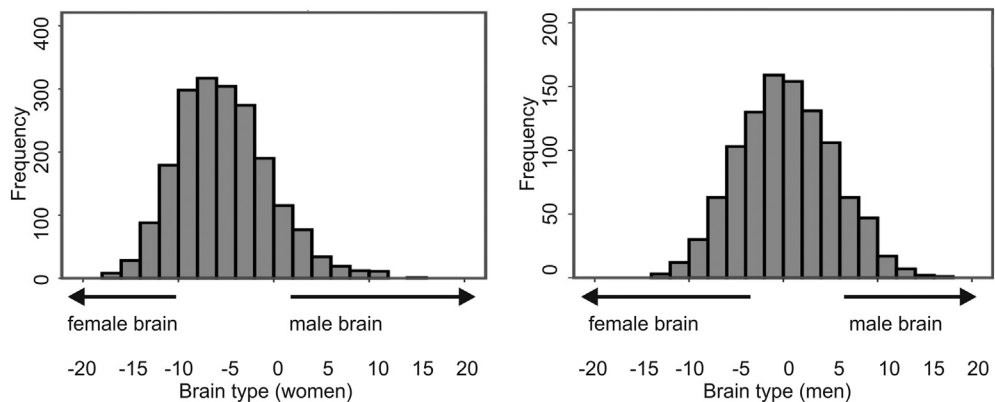 Frequency
400
300
200
100
0
female brain
male brain
-20 -15 -10 -5 0 5 10 15 20
Brain type (women)
Frequency
200
150
100
50
0
female brain
male brain
-20 -15 -10 -5 0 5 10 15 20
Brain type (men)